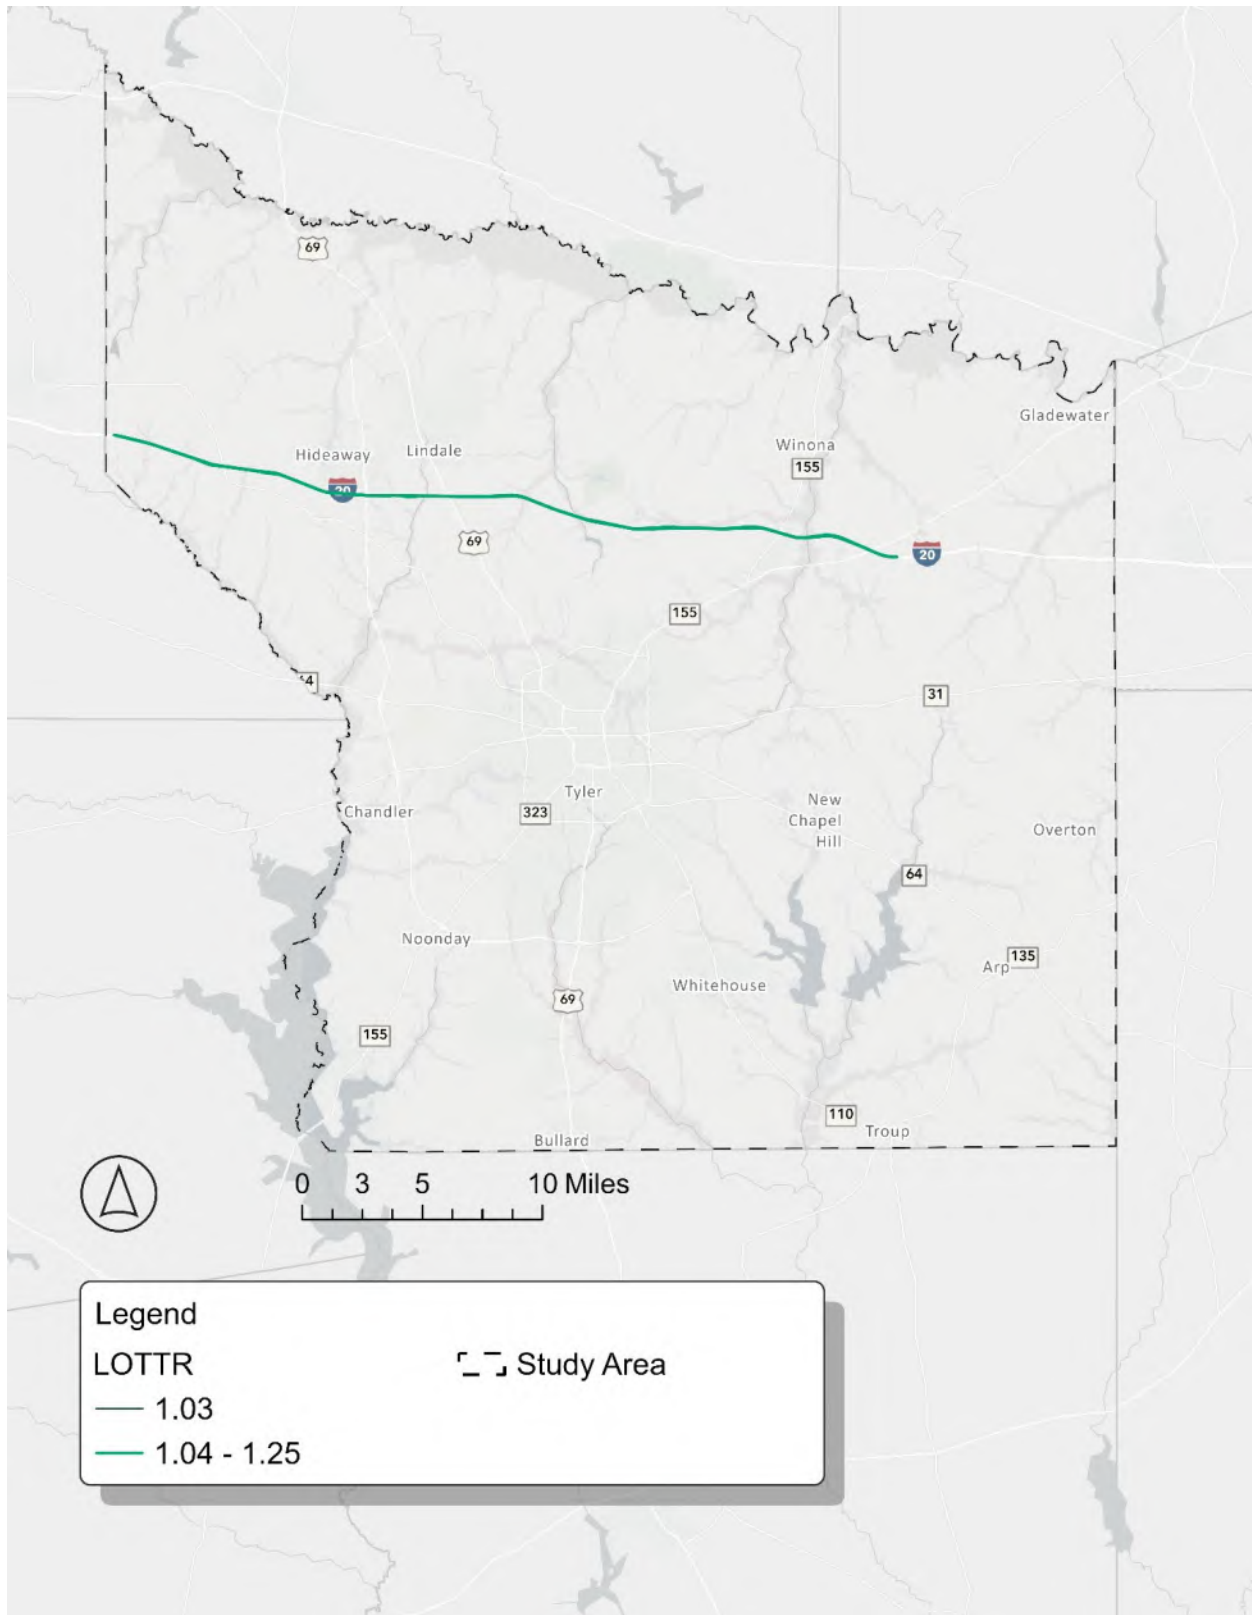 69
Gladewater
Winona
155
Hideaway
Lindale
20
69
20
155
4
31
Tyler
323
Chandler
New
Chapel
Hill
Overton
64
Noonday
Arp
135
Whitehouse
69
155
110
Troup
Bullard
0 3 5 10 Miles
Legend
LOTTR
Study Area
1.03
1.04 - 1.25